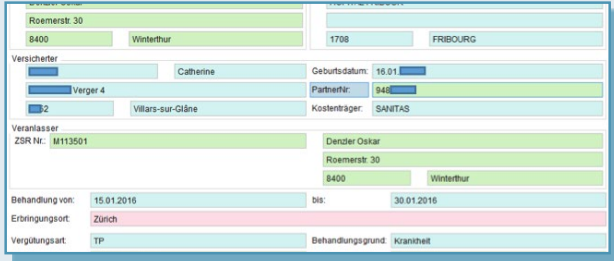 Roemerstr. 30
8400 Winterthur 1708 FRIBOURG
Versicherter
Catherine Geburtsdatum: 16.01.
Verger 4 PartnerNr: 948
Villars-sur-Glâne Kostenträger: SANITAS
Veranlasser
ZSR Nr.: M113501 Denzler Oskar
Roemerstr. 30
8400 Winterthur
Behandlung von: 15.01.2016 bis: 30.01.2016
Erbringungsort: Zürich
Vergütungsart: TP Behandlungsgrund: Krankheit